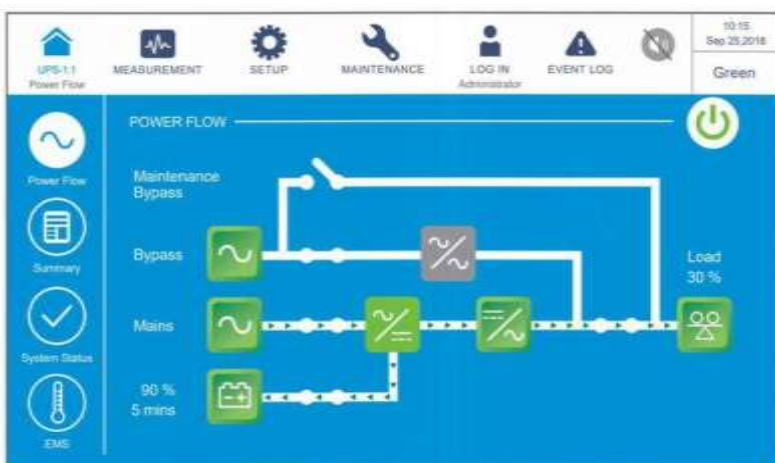 UPS-1.1
Power Flow
MEASUREMENT
SETUP
MAINTENANCE
LOG IN
Administrator
EVENT LOG
10:15
Sep 25,2018
Green
POWER FLOW
Power Flow
Summary
System Status
EMS
Maintenance
Bypass
Bypass
Mains
90 %
5 mins
Load
30 %